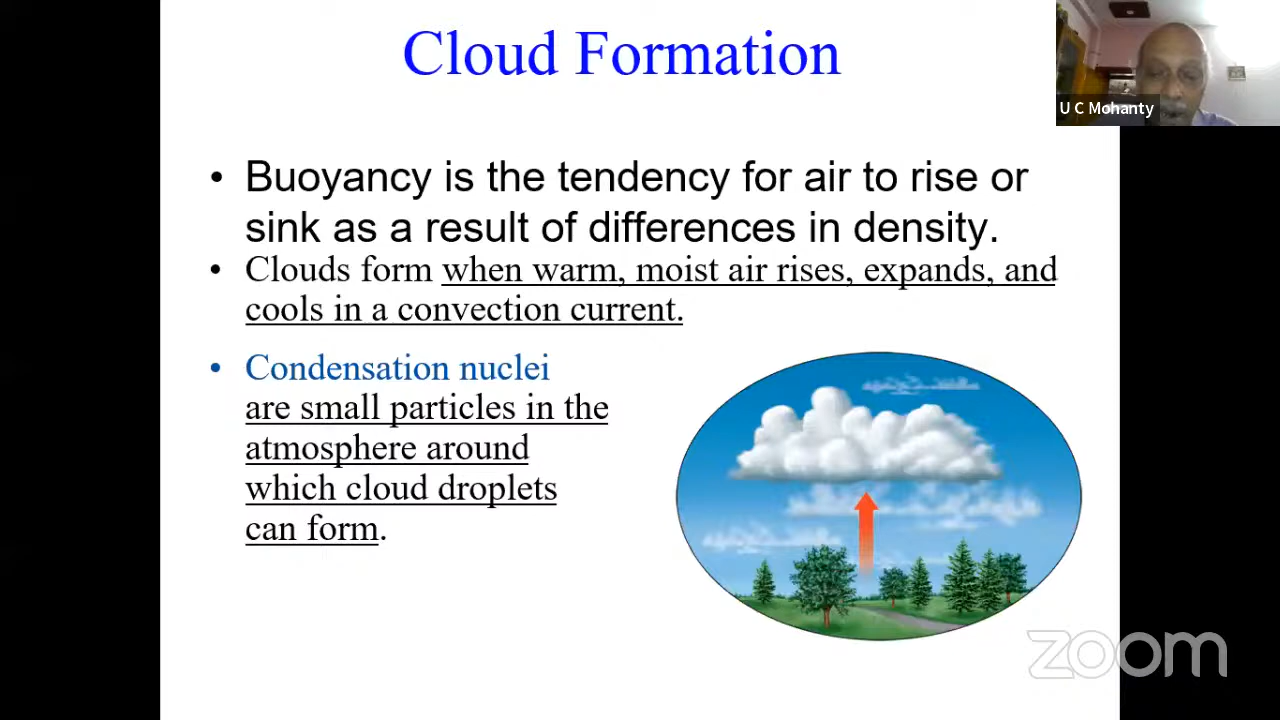 Cloud Formation
U C Mohanty
• Buoyancy is the tendency for air to rise or
sink as a result of differences in density.
• Clouds form when warm, moist air rises, expands, and
cools in a convection current.
• Condensation nuclei
are small particles in the
atmosphere around
which cloud droplets
can form.
zoom